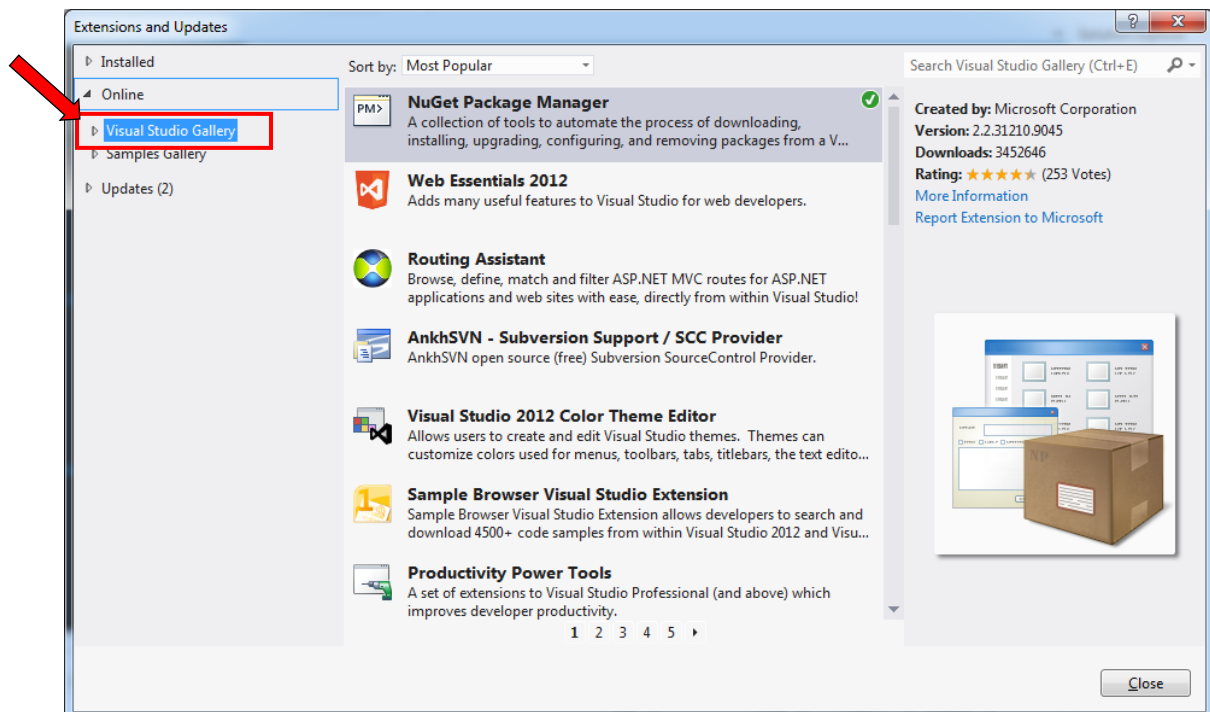 Extensions and Updates
?
x
Installed
Online
Visual Studio Gallery
Samples Gallery
Updates (2)
Sort by: Most Popular
PM>
NuGet Package Manager
A collection of tools to automate the process of downloading,
installing, upgrading, configuring, and removing packages from a V...
Web Essentials 2012
Adds many useful features to Visual Studio for web developers.
Routing Assistant
Browse, define, match and filter ASP.NET MVC routes for ASP.NET
applications and web sites with ease, directly from within Visual Studio!
AnkhSVN - Subversion Support / SCC Provider
AnkhSVN open source (free) Subversion SourceControl Provider.
Visual Studio 2012 Color Theme Editor
Allows users to create and edit Visual Studio themes.  Themes can
customize colors used for menus, toolbars, tabs, titlebars, the text edito...
1
Sample Browser Visual Studio Extension
Sample Browser Visual Studio Extension allows developers to search and
download 4500+ code samples from within Visual Studio 2012 and Visu...
Productivity Power Tools
A set of extensions to Visual Studio Professional (and above) which
improves developer productivity.
1 2 3 4 5
Search Visual Studio Gallery (Ctrl+E)
Created by: Microsoft Corporation
Version: 2.2.31210.9045
Downloads: 3452646
Rating: ★★★★★ (253 Votes)
More Information
Report Extension to Microsoft
NP
Close